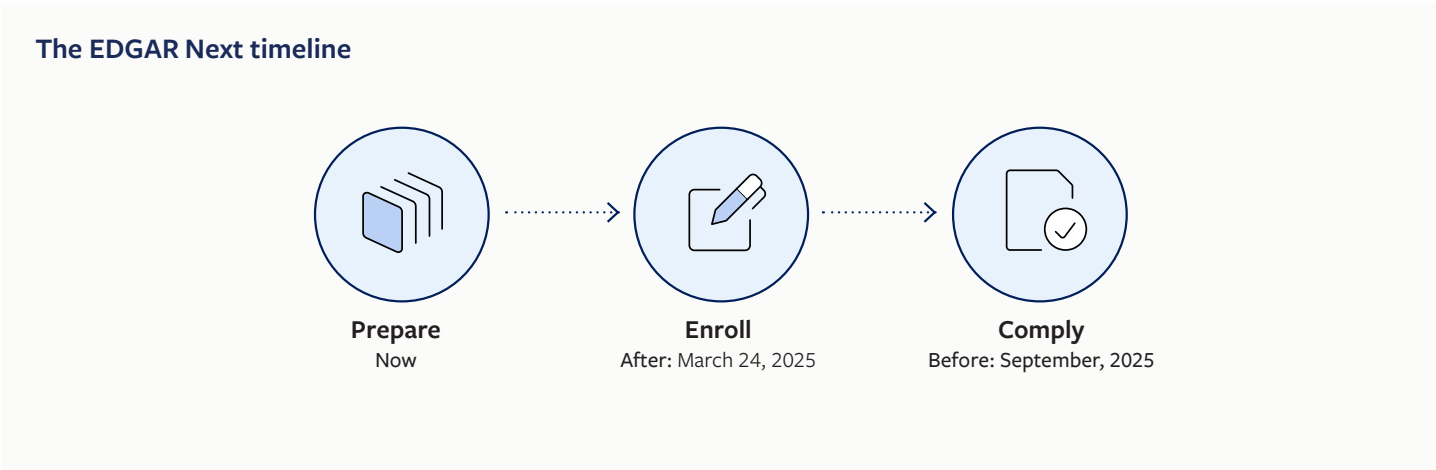 The EDGAR Next timeline
Prepare
Now
Enroll
After: March 24, 2025
Comply
Before: September, 2025